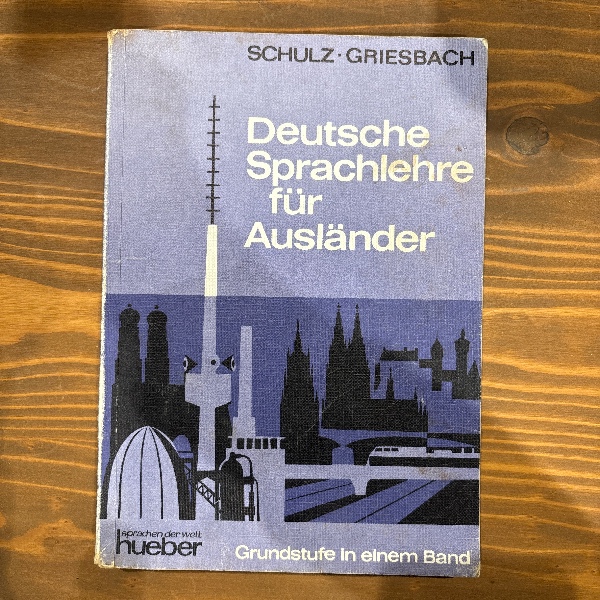 SCHULZ · GRIESBACH
Deutsche
Sprachlehre
für
Ausländer
sprachen der welt
hueber
Grundstufe in einem Band